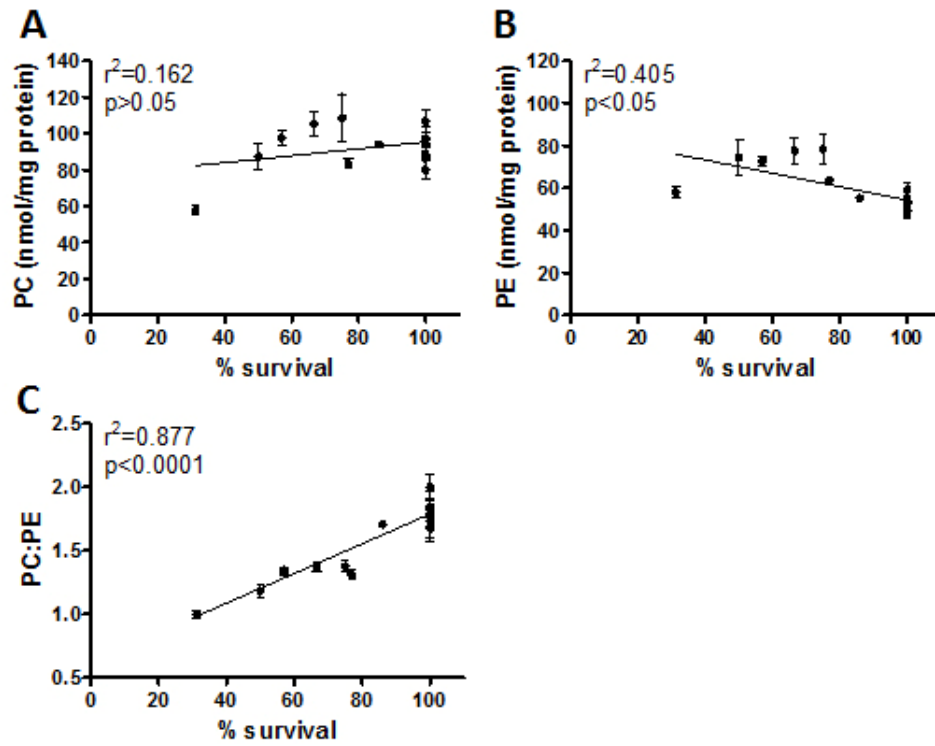 A
r²=0.162
p>0.05
PC (nmol/mg protein)
140
120
100
80
60
40
20
0
0 20 40 60 80 100
% survival
B
r²=0.405
p<0.05
PE (nmol/mg protein)
120
100
80
60
40
20
0
0 20 40 60 80 100
% survival
C
r²=0.877
p<0.0001
PC:PE
2.5
2.0
1.5
1.0
0.5
0 20 40 60 80 100
% survival